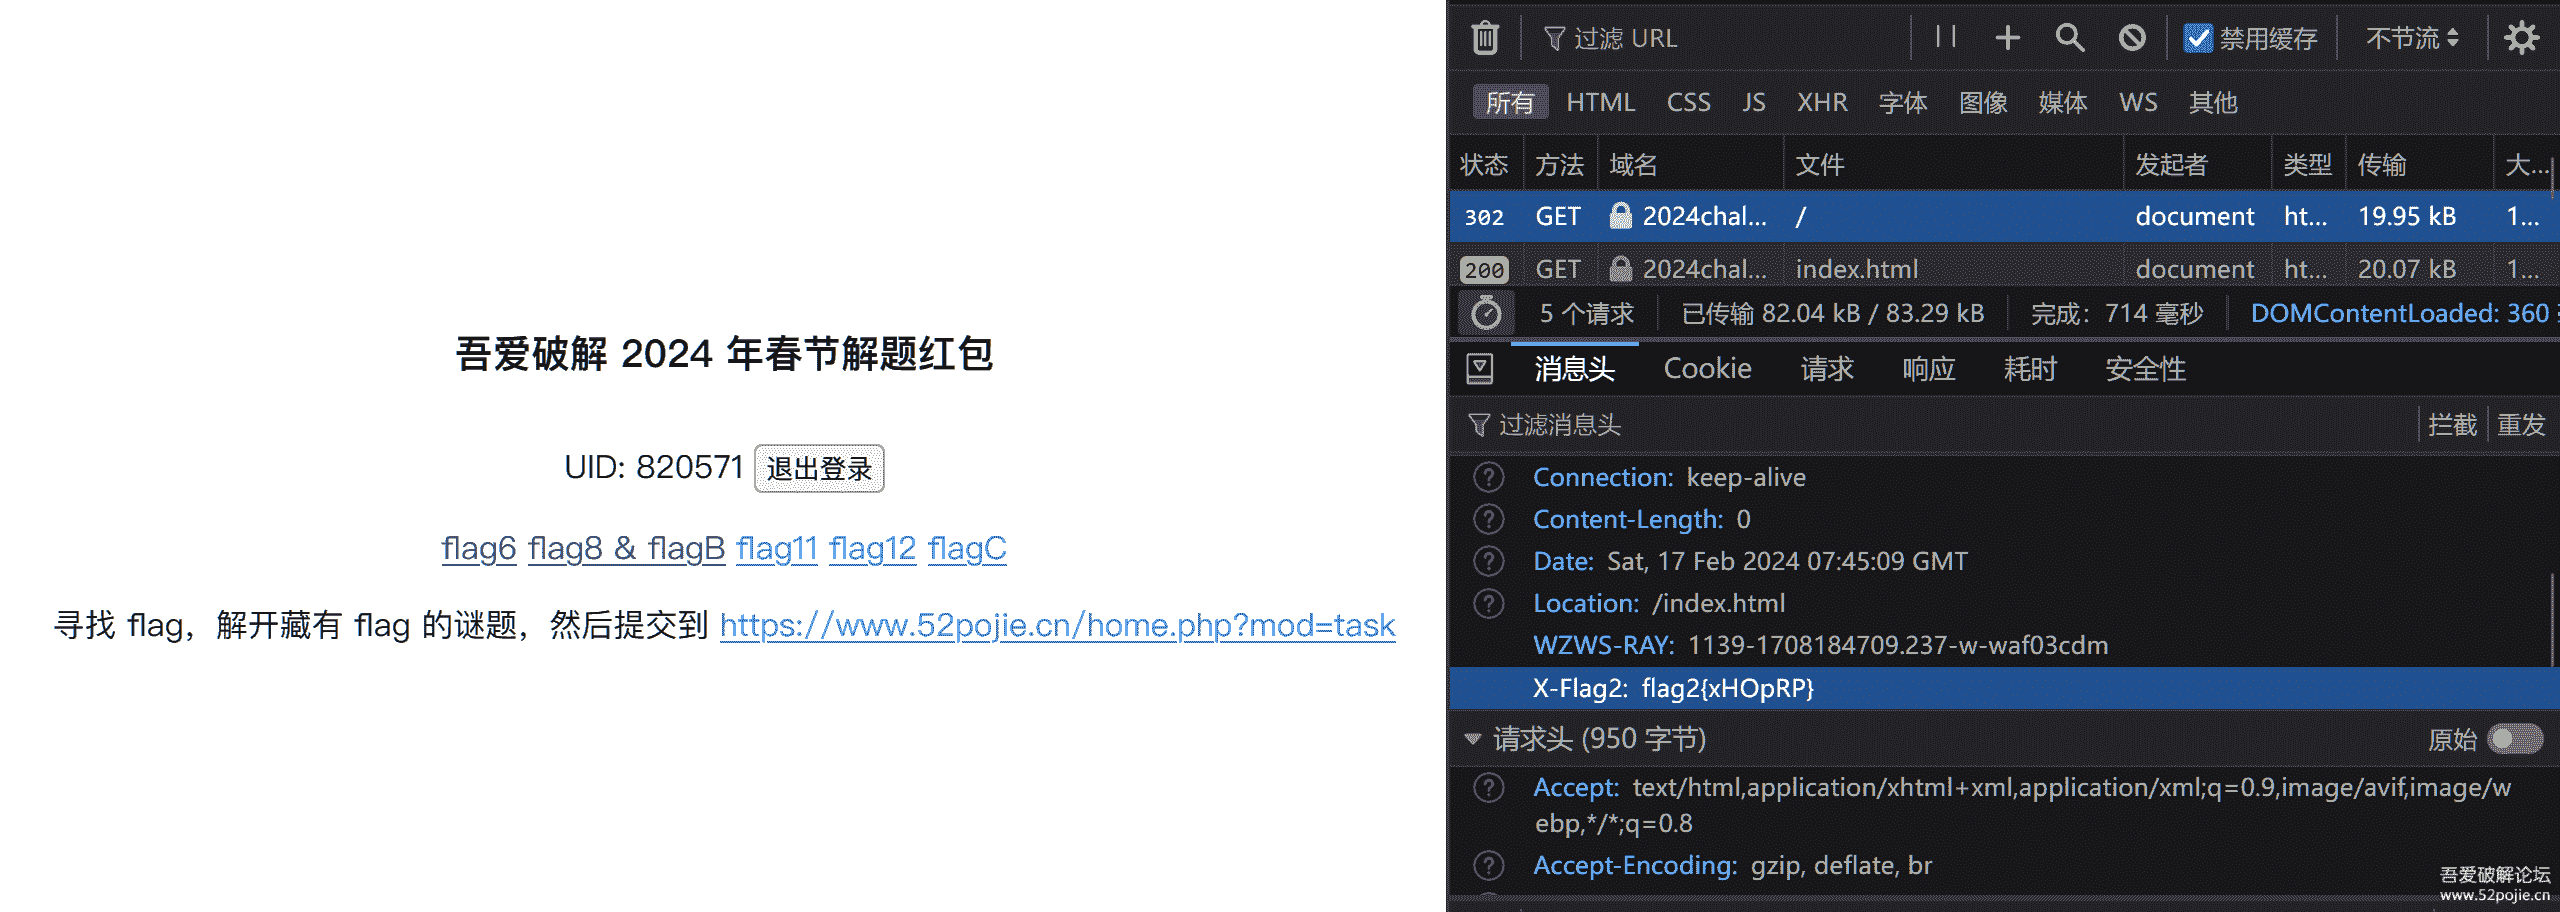 吾爱破解 2024 年春节解题红包
UID: 820571 退出登录
flag6 flag8 & flagB flag11 flag12 flagC
寻找 flag，解开藏有 flag 的谜题，然后提交到 https://www.52pojie.cn/home.php?mod=task
过滤 URL 禁用缓存 不节流
所有 HTML CSS JS XHR 字体 图像 媒体 WS 其他
状态 方法 域名 文件 发起者 类型 传输 大...
302 GET 2024chal... / document ht... 19.95 kB 1...
200 GET 2024chal... index.html document ht... 20.07 kB 1...
5 个请求 已传输 82.04 kB / 83.29 kB 完成：714 毫秒 DOMContentLoaded: 360
消息头 Cookie 请求 响应 耗时 安全性
过滤消息头 拦截 重发
Connection: keep-alive
Content-Length: 0
Date: Sat, 17 Feb 2024 07:45:09 GMT
Location: /index.html
WZWS-RAY: 1139-1708184709.237-w-waf03cdm
X-Flag2: flag2{xHOpRP}
请求头 (950 字节) 原始
Accept: text/html,application/xhtml+xml,application/xml;q=0.9,image/avif,image/w
ebp,*/*;q=0.8
Accept-Encoding: gzip, deflate, br
吾爱破解论坛
www.52pojie.cn